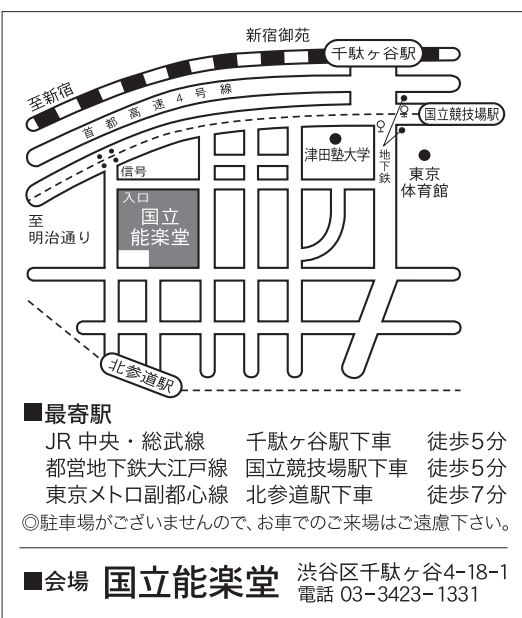 新宿御苑
千駄ヶ谷駅
至新宿
首都高速4号線
国立競技場駅
津田塾大学
地下鉄
東京
体育館
信号
入口
国立
能楽堂
至
明治通り
北参道駅
■最寄駅
JR 中央・総武線 千駄ヶ谷駅下車 徒歩5分
都営地下鉄大江戸線 国立競技場駅下車 徒歩5分
東京メトロ副都心線 北参道駅下車 徒歩7分
◎駐車場がございませんので、お車でのご来場はご遠慮下さい。
■会場 国立能楽堂 渋谷区千駄ヶ谷4-18-1
電話 03-3423-1331